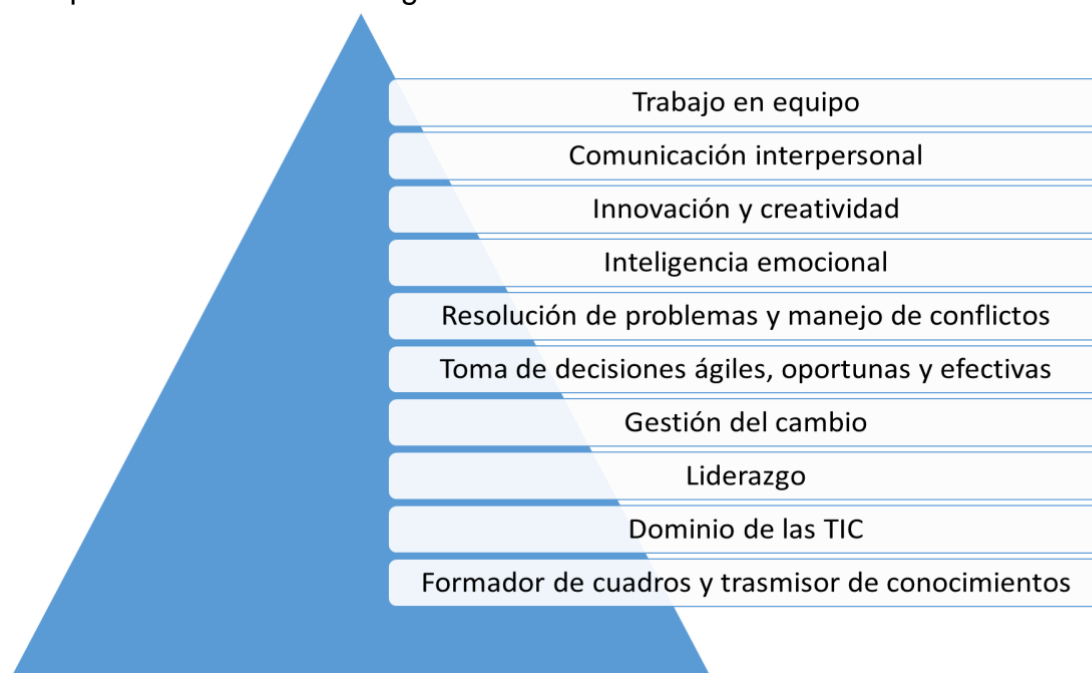 Trabajo en equipo
Comunicación interpersonal
Innovación y creatividad
Inteligencia emocional
Resolución de problemas y manejo de conflictos
Toma de decisiones ágiles, oportunas y efectivas
Gestión del cambio
Liderazgo
Dominio de las TIC
Formador de cuadros y trasmisor de conocimientos